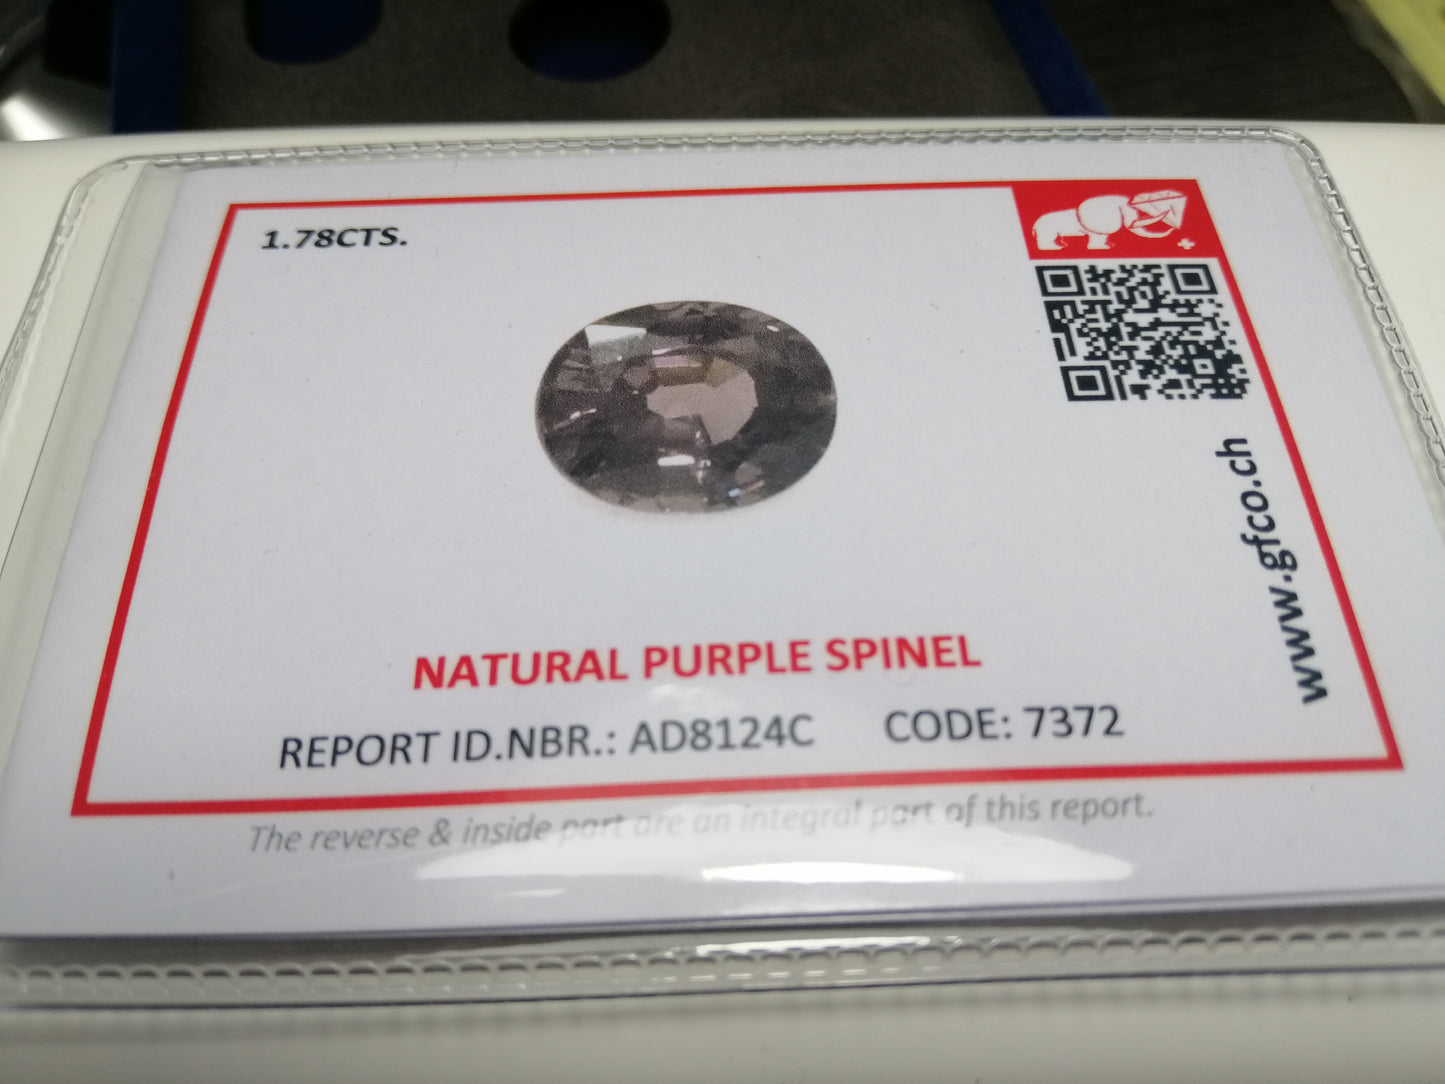 1.78CTS.
www.gfco.ch
NATURAL PURPLE SPINEL
REPORT ID.NBR.: AD8124C CODE: 7372
The reverse & inside part are an integral part of this report.